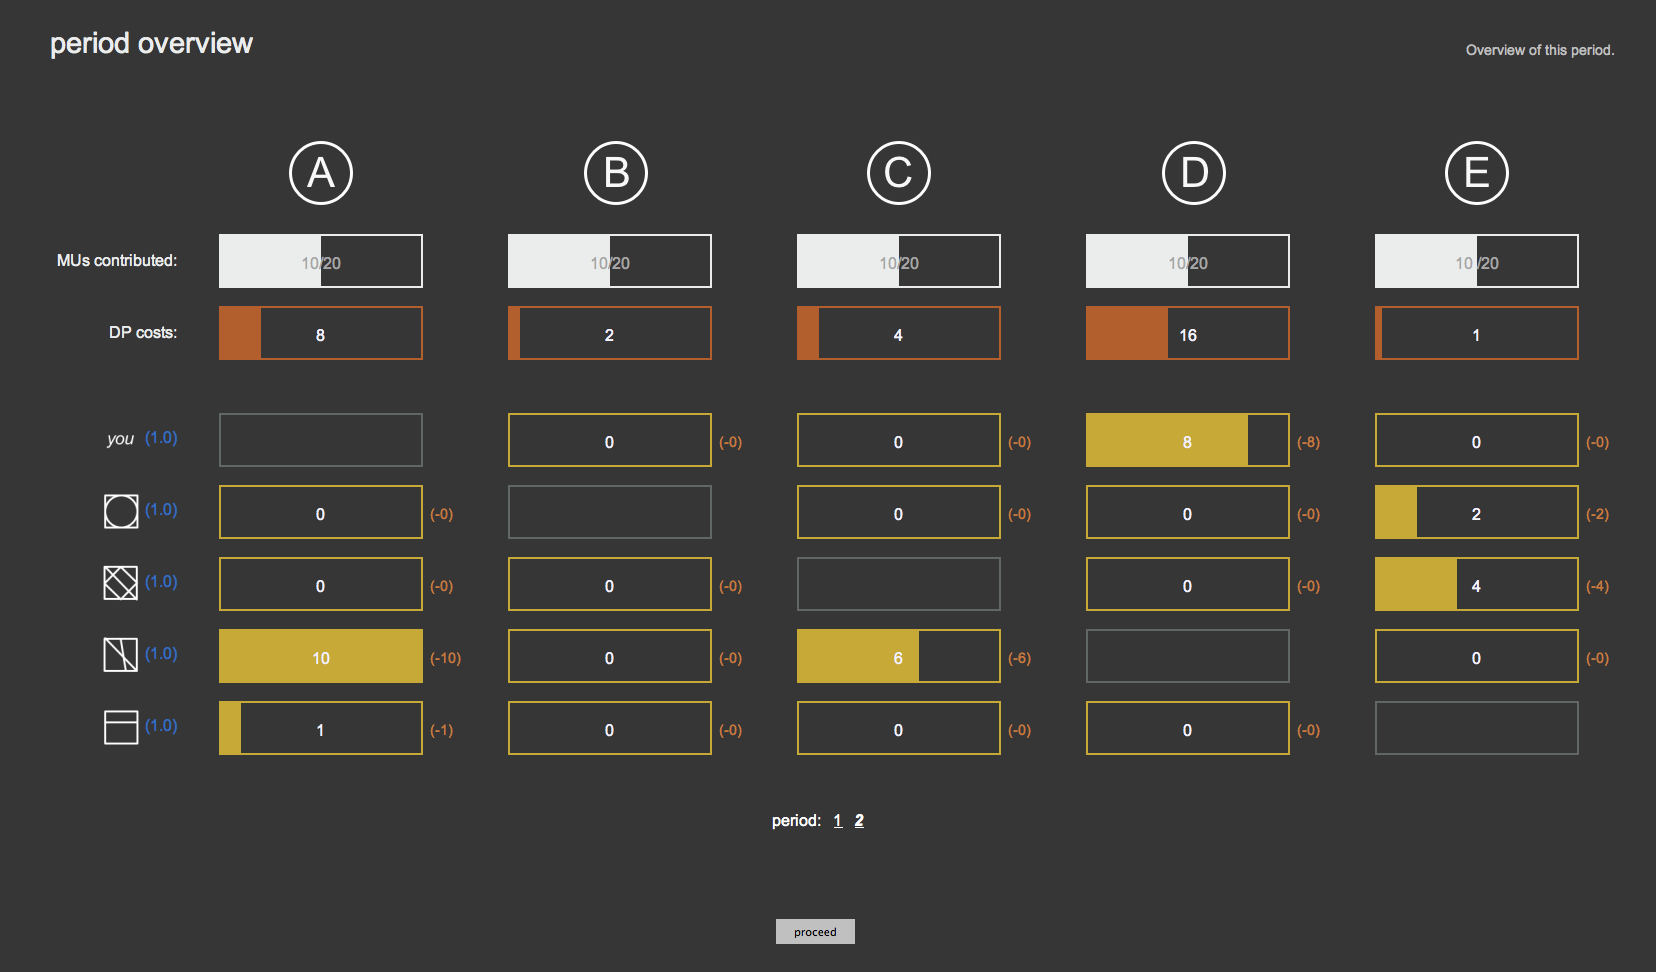 period overview
Overview of this period.
A B C D E
MUs contributed: 10/20 10/20 10/20 10/20 10/20
DP costs: 8 2 4 16 1
you (1.0) 0 (-0) 0 (-0) 8 (-8) 0 (-0)
(1.0) 0 (-0) 0 (-0) 0 (-0) 2 (-2)
(1.0) 0 (-0) 0 (-0) 0 (-0) 4 (-4)
(1.0) 10 (-10) 0 (-0) 6 (-6) 0 (-0)
(1.0) 1 (-1) 0 (-0) 0 (-0) 0 (-0)
period: 1 2
proceed